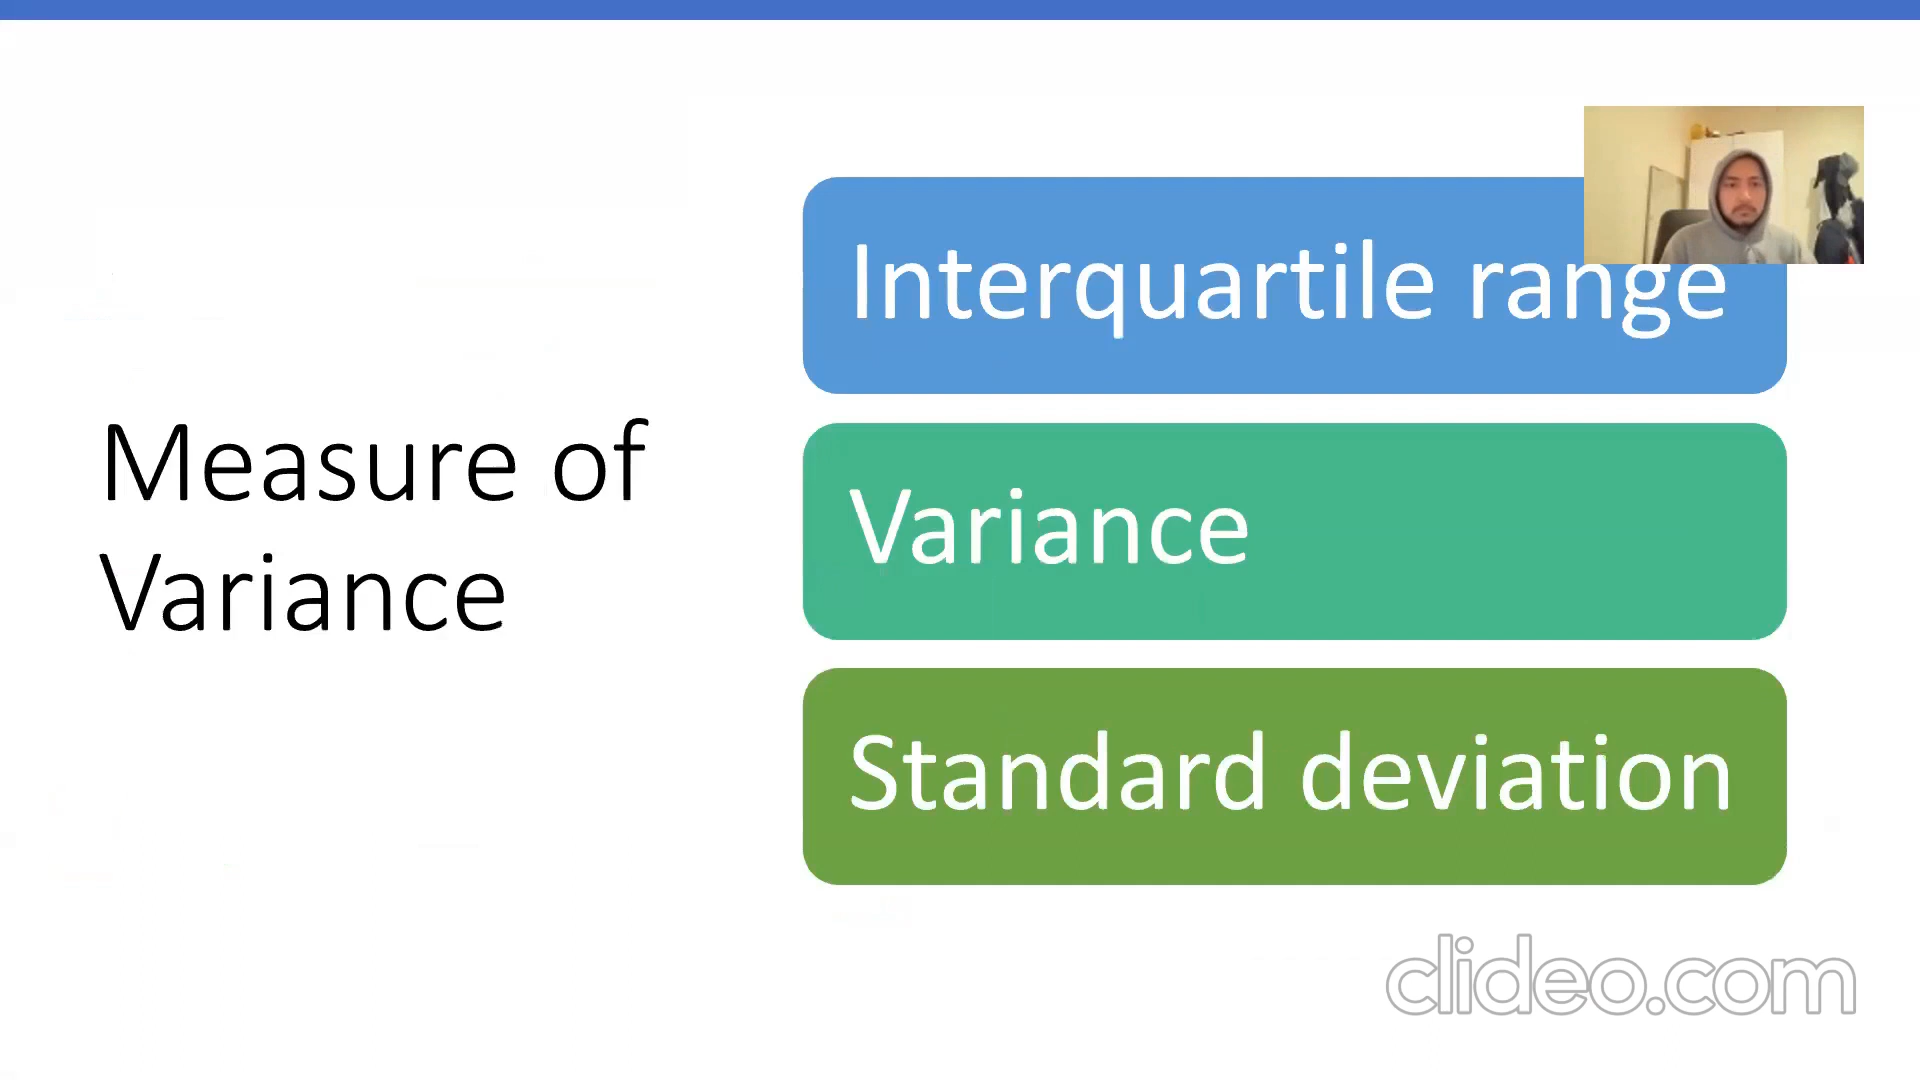 Measure of
Variance
Interquartile range
Variance
Standard deviation
clideo.com